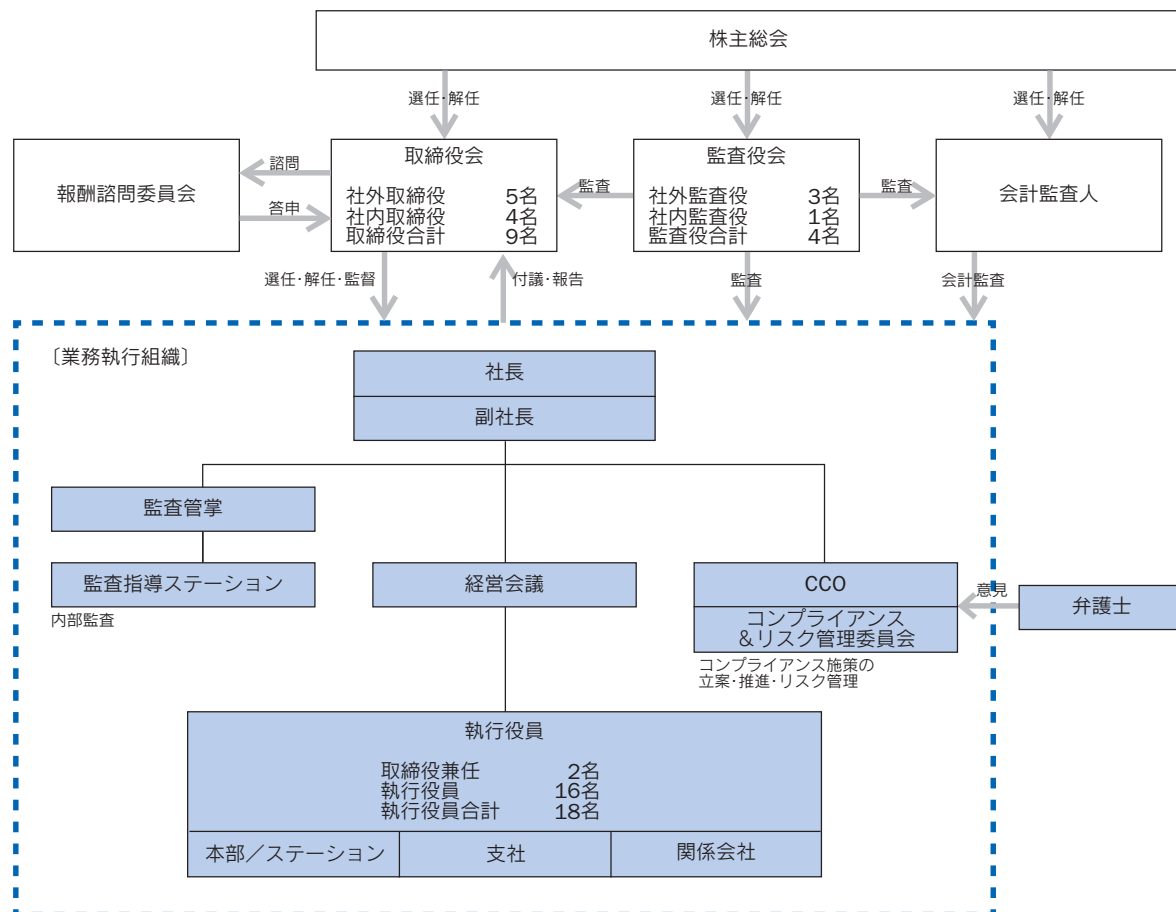 株主総会
選任・解任
選任・解任
選任・解任
報酬諮問委員会
諮問
答申
取締役会
社外取締役 5名
社内取締役 4名
取締役合計 9名
監査
監査役会
社外監査役 3名
社内監査役 1名
監査役合計 4名
監査
会計監査人
選任・解任・監督
付議・報告
監査
会計監査
〔業務執行組織〕
社長
副社長
監査管掌
監査指導ステーション
内部監査
経営会議
CCO
コンプライアンス
＆リスク管理委員会
コンプライアンス施策の
立案・推進・リスク管理
意見
弁護士
執行役員
取締役兼任 2名
執行役員 16名
執行役員合計 18名
本部／ステーション
支社
関係会社